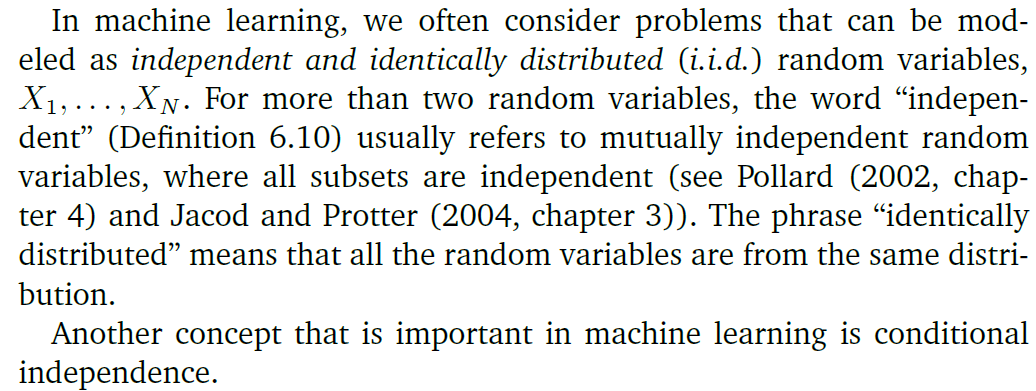 In machine learning, we often consider problems that can be mod-
eled as independent and identically distributed (i.i.d.) random variables,
X₁, . . . , X_N. For more than two random variables, the word “indepen-
dent” (Definition 6.10) usually refers to mutually independent random
variables, where all subsets are independent (see Pollard (2002, chap-
ter 4) and Jacod and Protter (2004, chapter 3)). The phrase “identically
distributed” means that all the random variables are from the same distri-
bution.
Another concept that is important in machine learning is conditional
independence.